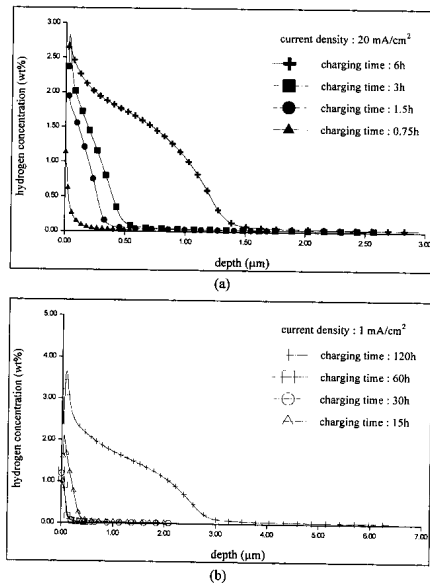 3.00
2.50
2.00
1.50
1.00
0.50
0.00
hydrogen concentration (wt%)
current density : 20 mA/cm²
charging time : 6h
charging time : 3h
charging time : 1.5h
charging time : 0.75h
0.00 0.50 1.00 1.50 2.00 2.50 3.00
depth (μm)
(a)
5.00
4.00
3.00
2.00
1.00
0.00
hydrogen concentration (wt%)
current density : 1 mA/cm²
charging time : 120h
charging time : 60h
charging time : 30h
charging time : 15h
0.00 1.00 2.00 3.00 4.00 5.00 6.00 7.00
depth (μm)
(b)